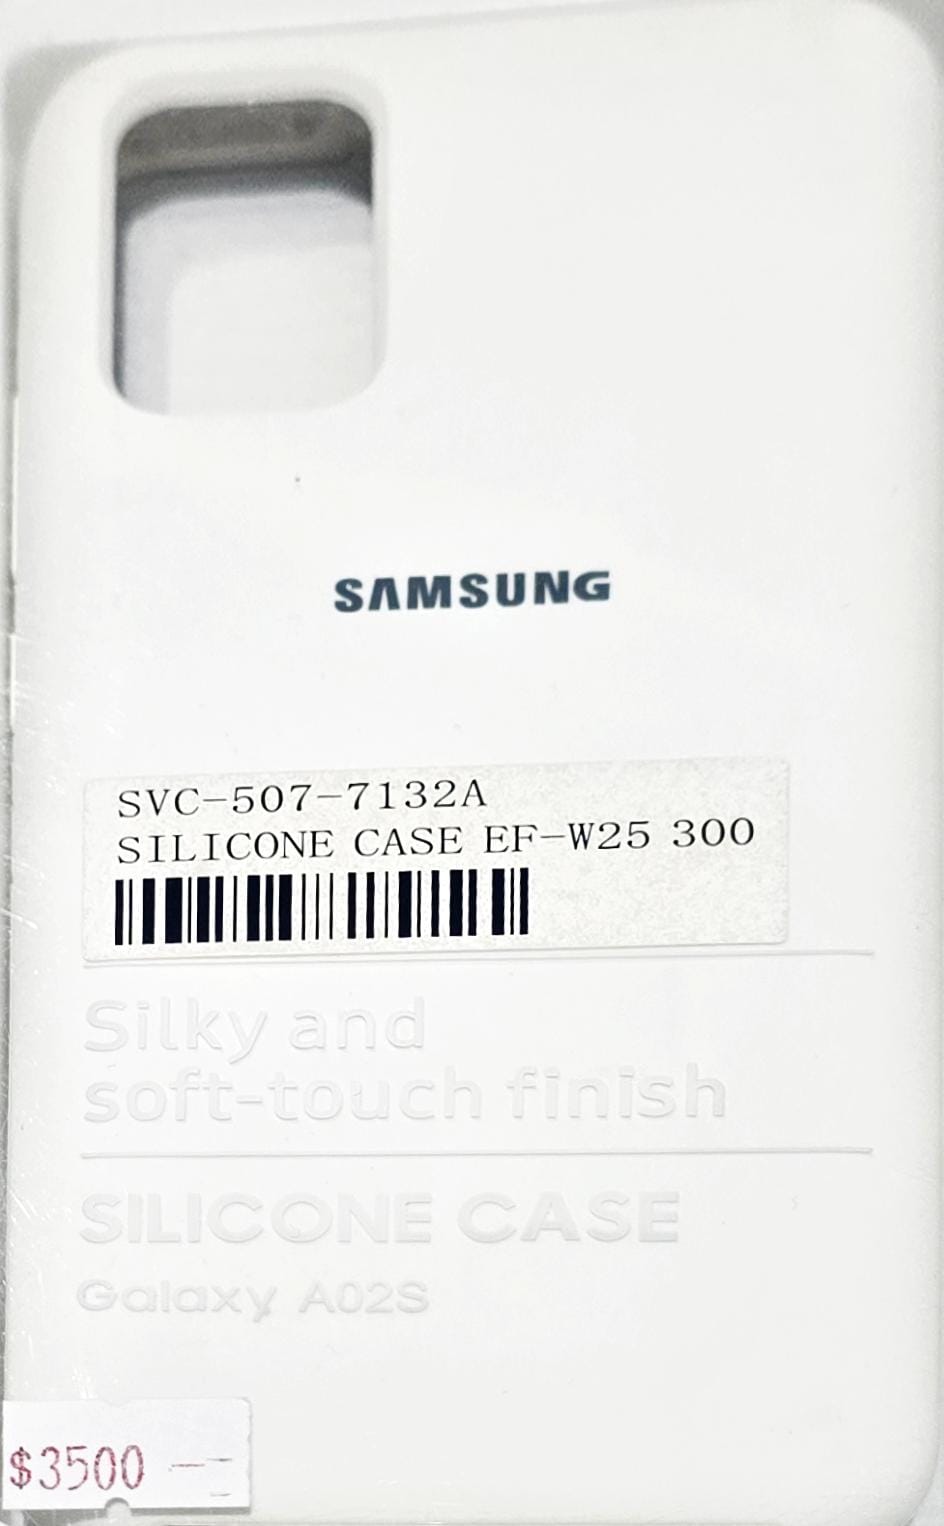 SAMSUNG
SVC-507-7132A
SILICONE CASE EF-W25 300
Silky and
soft-touch finish
SILICONE CASE
Galaxy A02S
$3500 —